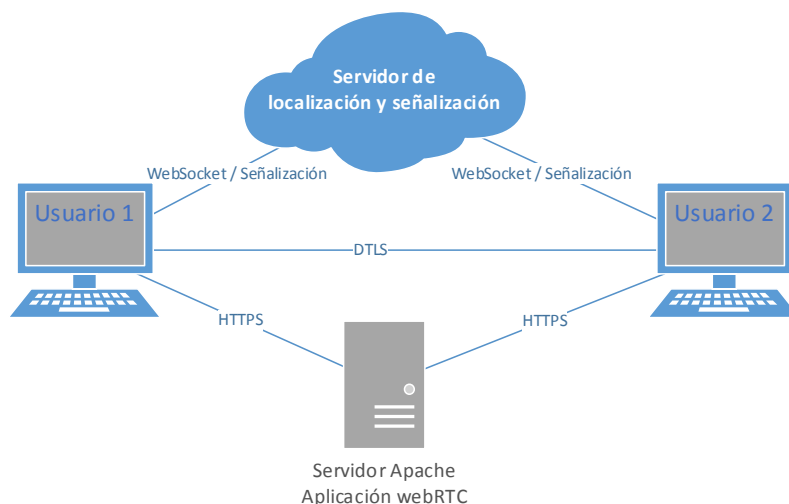 Servidor de
localización y señalización
WebSocket / Señalización
WebSocket / Señalización
Usuario 1
Usuario 2
DTLS
HTTPS
HTTPS
Servidor Apache
Aplicación webRTC